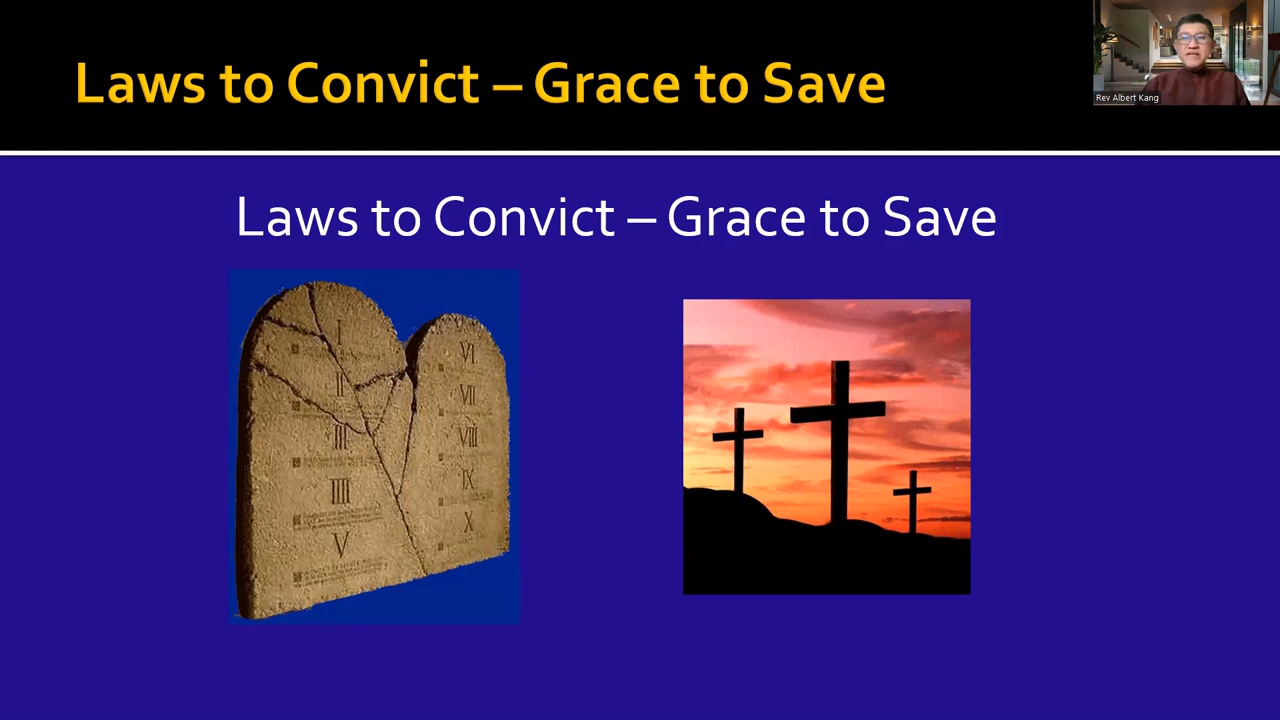 Laws to Convict – Grace to Save
Rev Albert Kang
Laws to Convict – Grace to Save
I
II
III
IIII
V
VI
VII
VIII
IX
X